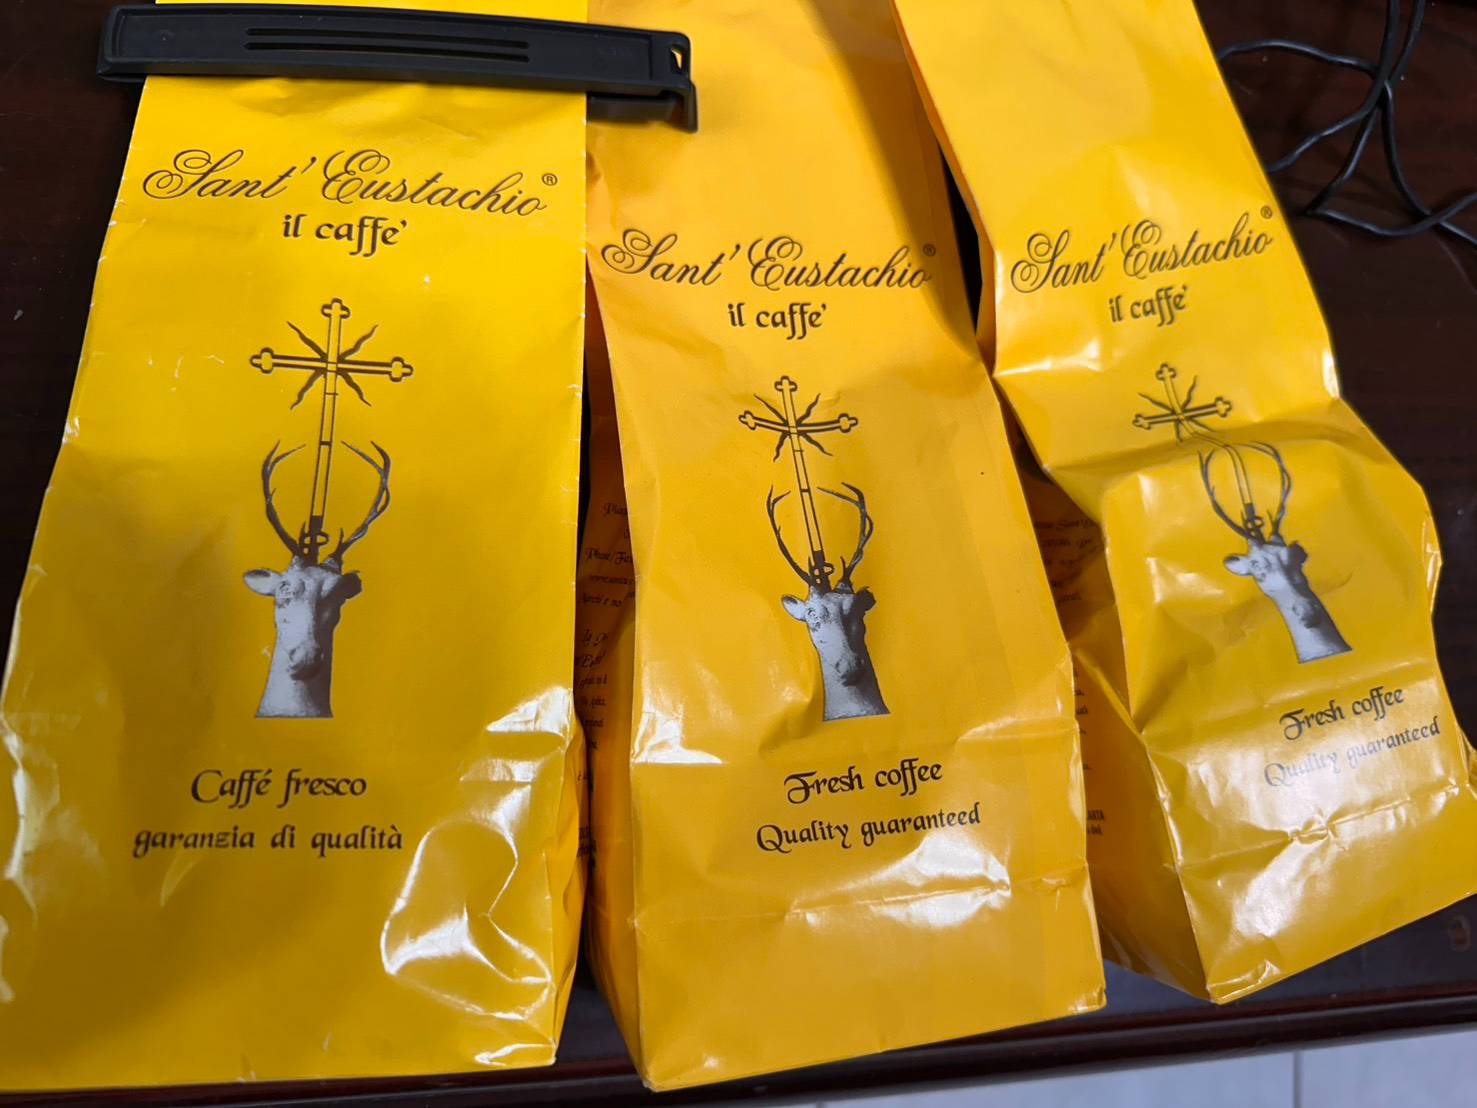 Sant' Eustachio®
il caffe'
Caffé fresco
garanzia di qualità
Sant' Eustachio®
il caffe'
Fresh coffee
Quality guaranteed
Sant' Eustachio®
il caffe'
Fresh coffee
Quality guaranteed